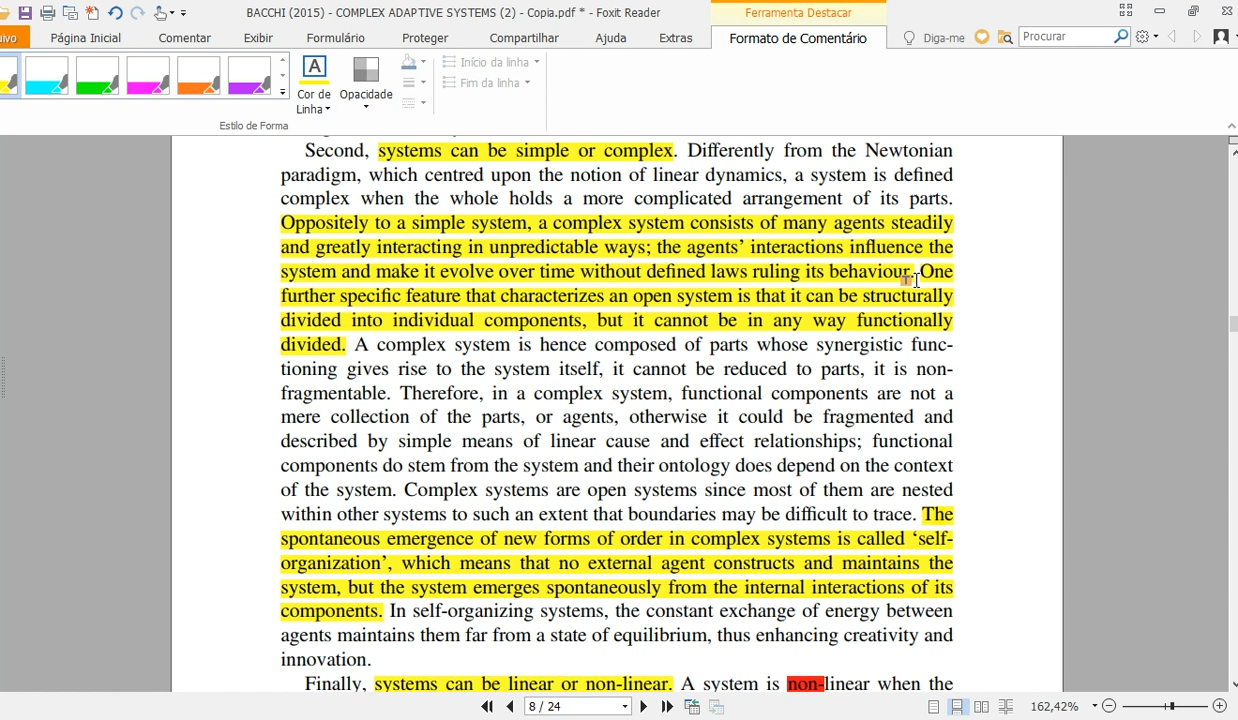 BACCHI (2015) - COMPLEX ADAPTIVE SYSTEMS (2) - Copia.pdf * - Foxit Reader
Ferramenta Destacar
ivo Página Inicial Comentar Exibir Formulário Proteger Compartilhar Ajuda Extras Formato de Comentário Diga-me Procurar
Cor de Linha
Opacidade
Início da linha
Fim da linha
Estilo de Forma
Second, systems can be simple or complex. Differently from the Newtonian
paradigm, which centred upon the notion of linear dynamics, a system is defined
complex when the whole holds a more complicated arrangement of its parts.
Oppositely to a simple system, a complex system consists of many agents steadily
and greatly interacting in unpredictable ways; the agents’ interactions influence the
system and make it evolve over time without defined laws ruling its behaviour. One
further specific feature that characterizes an open system is that it can be structurally
divided into individual components, but it cannot be in any way functionally
divided. A complex system is hence composed of parts whose synergistic func-
tioning gives rise to the system itself, it cannot be reduced to parts, it is non-
fragmentable. Therefore, in a complex system, functional components are not a
mere collection of the parts, or agents, otherwise it could be fragmented and
described by simple means of linear cause and effect relationships; functional
components do stem from the system and their ontology does depend on the context
of the system. Complex systems are open systems since most of them are nested
within other systems to such an extent that boundaries may be difficult to trace. The
spontaneous emergence of new forms of order in complex systems is called ‘self-
organization’, which means that no external agent constructs and maintains the
system, but the system emerges spontaneously from the internal interactions of its
components. In self-organizing systems, the constant exchange of energy between
agents maintains them far from a state of equilibrium, thus enhancing creativity and
innovation.
Finally, systems can be linear or non-linear. A system is non-linear when the
8 / 24
162,42%